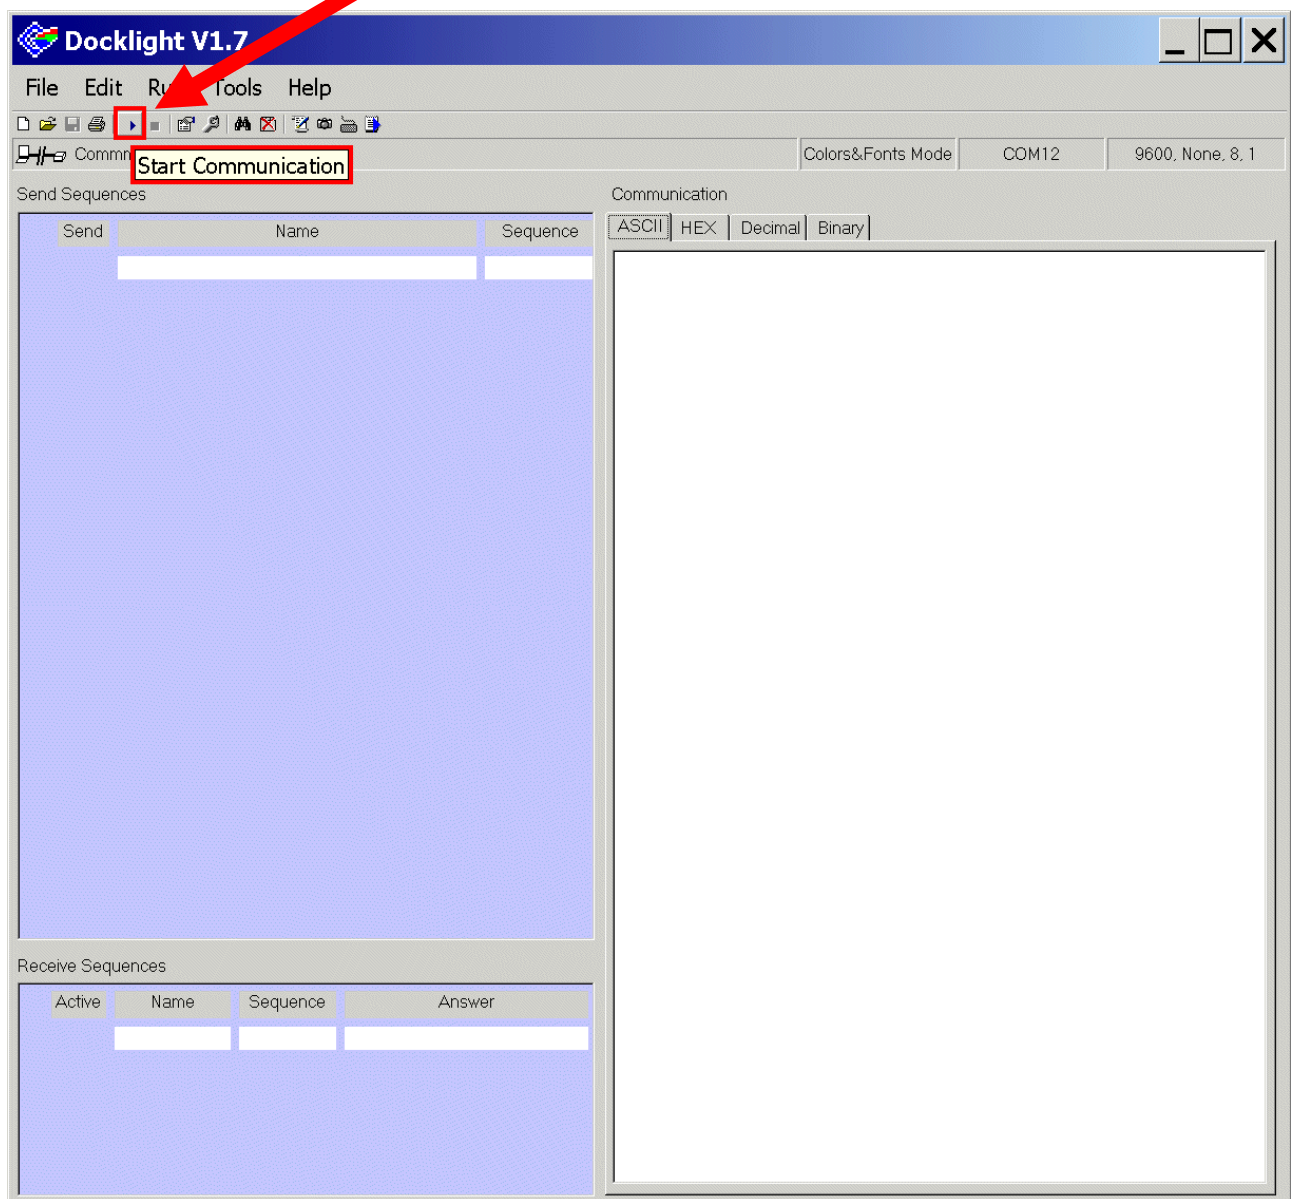 Docklight V1.7
File Edit Run Tools Help
Start Communication
Colors&Fonts Mode COM12 9600, None, 8, 1
Send Sequences
Send Name Sequence
Communication
ASCII HEX Decimal Binary
Receive Sequences
Active Name Sequence Answer